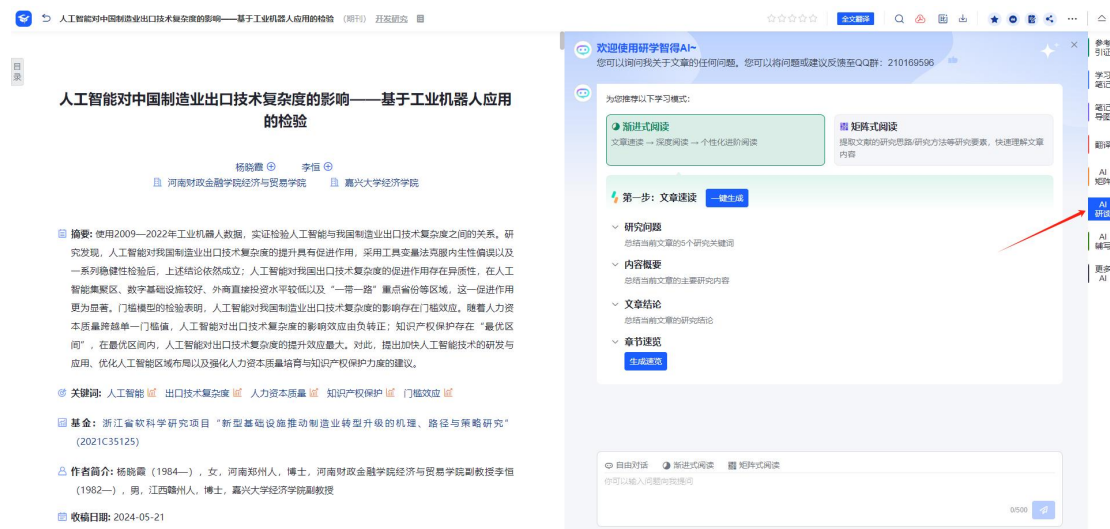 人工智能对中国制造业出口技术复杂度的影响——基于工业机器人应用的检验 (期刊) 开发研究
全文翻译
目录
人工智能对中国制造业出口技术复杂度的影响——基于工业机器人应用
的检验
杨晓霞 李恒
河南财政金融学院经济与贸易学院 嘉兴大学经济学院
摘要: 使用2009—2022年工业机器人数据，实证检验人工智能与我国制造业出口技术复杂度之间的关系。研
究发现，人工智能对我国制造业出口技术复杂度的提升具有促进作用，采用工具变量法克服内生性偏误以及
一系列稳健性检验后，上述结论依然成立；人工智能对我国出口技术复杂度的促进作用存在异质性，在人工
智能集聚区、数字基础设施较好、外商直接投资水平较低以及“一带一路”重点省份等区域，这一促进作用
更为显著。门槛模型的检验表明，人工智能对我国制造业出口技术复杂度的影响存在门槛效应。随着人力资
本质量跨越单一门槛值，人工智能对出口技术复杂度的影响效应由负转正；知识产权保护存在“最优区
间”，在最优区间内，人工智能对出口技术复杂度的提升效应最大。对此，提出加快人工智能技术的研发与
应用、优化人工智能区域布局以及强化人力资本质量培育与知识产权保护力度的建议。
关键词: 人工智能 出口技术复杂度 人力资本质量 知识产权保护 门槛效应
基金: 浙江省软科学研究项目“新型基础设施推动制造业转型升级的机理、路径与策略研究”
(2021C35125)
作者简介: 杨晓霞（1984—），女，河南郑州人，博士，河南财政金融学院经济与贸易学院副教授李恒
（1982—），男，江西赣州人，博士，嘉兴大学经济学院副教授
收稿日期: 2024-05-21
欢迎使用研学智得AI~
您可以询问我关于文章的任何问题。您可以将问题或建议反馈至QQ群：210169596
为您推荐以下学习模式：
渐进式阅读
文章速读 → 深度阅读 → 个性化进阶阅读
矩阵式阅读
提取文献的研究思路/研究方法等研究要素，快速理解文章
内容
第一步：文章速读 一键生成
研究问题
总结当前文章的5个研究关键词
内容概要
总结当前文章的主要研究内容
文章结论
总结当前文章的研究结论
章节速览
生成速览
自由对话 渐进式阅读 矩阵式阅读
你可以输入问题向我提问
0/500
参考
引证
学习
笔记
笔记
导图
翻译
AI
矩阵
AI
研读
AI
辅写
更多
AI